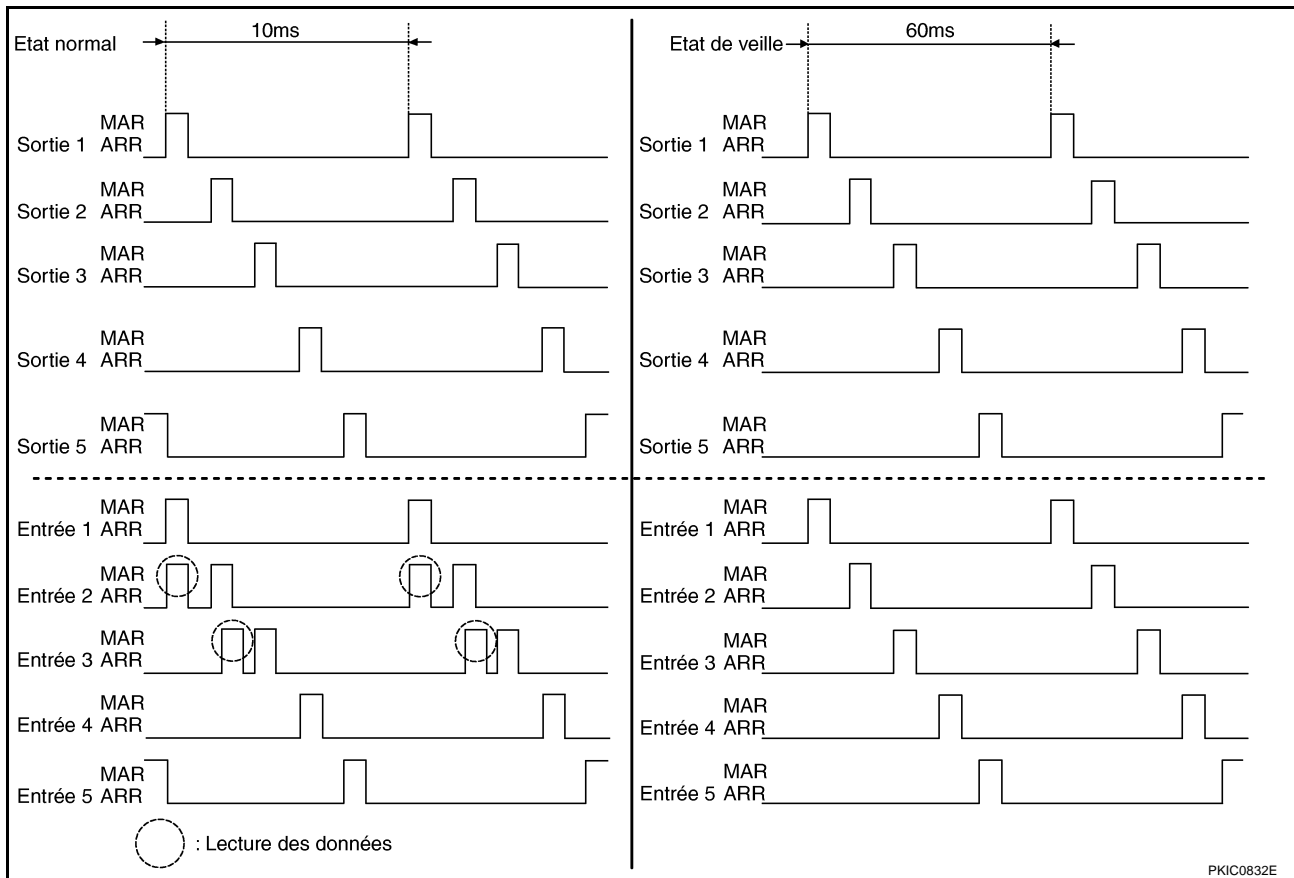 Etat normal
10ms
MAR
Sortie 1 ARR
MAR
Sortie 2 ARR
MAR
Sortie 3 ARR
MAR
Sortie 4 ARR
MAR
Sortie 5 ARR
MAR
Entrée 1 ARR
MAR
Entrée 2 ARR
MAR
Entrée 3 ARR
MAR
Entrée 4 ARR
MAR
Entrée 5 ARR
: Lecture des données
Etat de veille
60ms
MAR
Sortie 1 ARR
MAR
Sortie 2 ARR
MAR
Sortie 3 ARR
MAR
Sortie 4 ARR
MAR
Sortie 5 ARR
MAR
Entrée 1 ARR
MAR
Entrée 2 ARR
MAR
Entrée 3 ARR
MAR
Entrée 4 ARR
MAR
Entrée 5 ARR
PKIC0832E